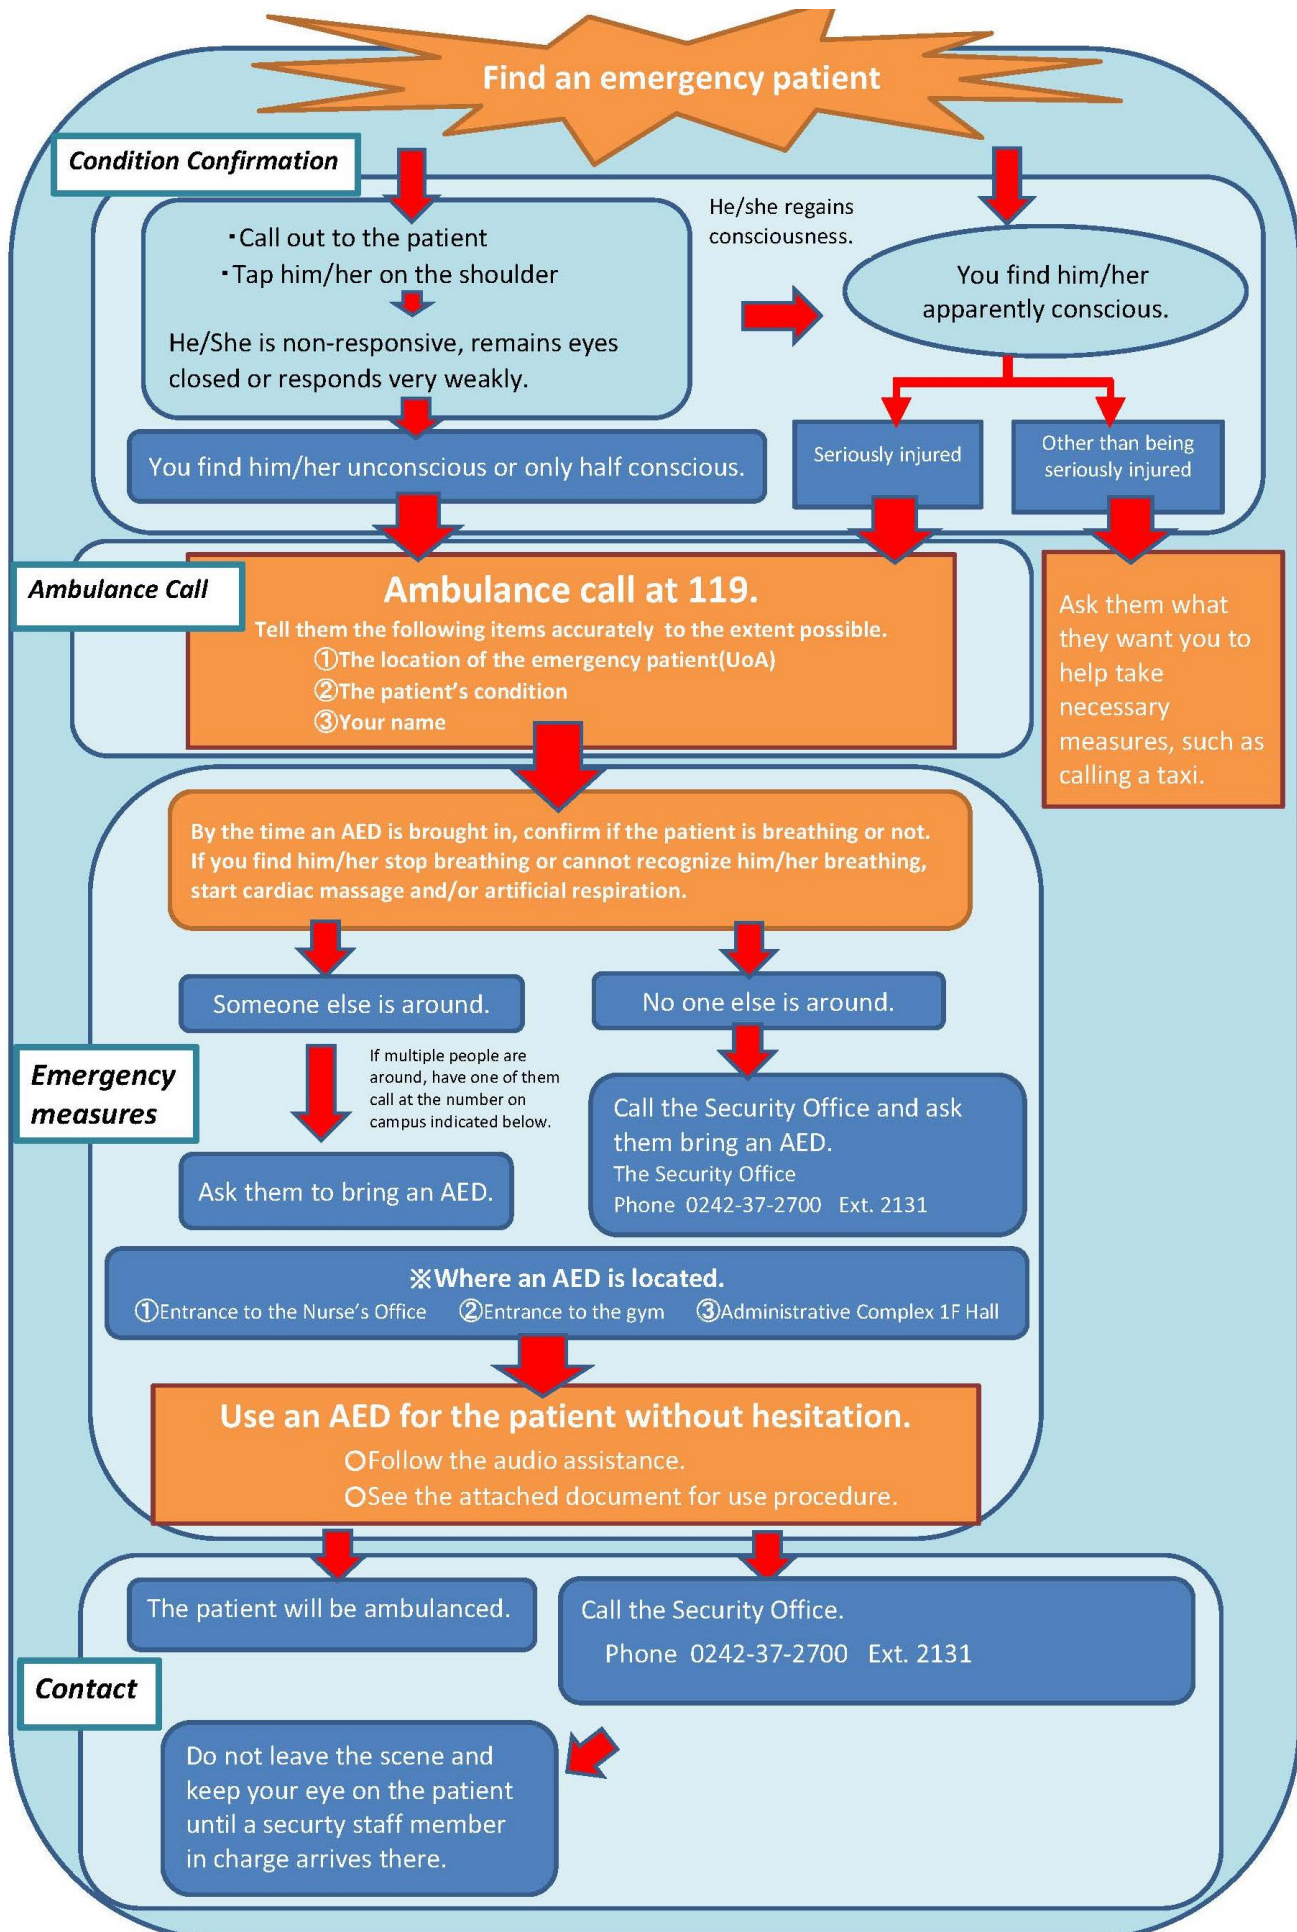 Find an emergency patient
Condition Confirmation
・Call out to the patient
・Tap him/her on the shoulder
He/She is non-responsive, remains eyes
closed or responds very weakly.
He/she regains
consciousness.
You find him/her
apparently conscious.
You find him/her unconscious or only half conscious.
Seriously injured
Other than being
seriously injured
Ambulance Call
Ambulance call at 119.
Tell them the following items accurately to the extent possible.
①The location of the emergency patient(UoA)
②The patient's condition
③Your name
Ask them what
they want you to
help take
necessary
measures, such as
calling a taxi.
By the time an AED is brought in, confirm if the patient is breathing or not.
If you find him/her stop breathing or cannot recognize him/her breathing,
start cardiac massage and/or artificial respiration.
Someone else is around.
No one else is around.
Emergency
measures
If multiple people are
around, have one of them
call at the number on
campus indicated below.
Ask them to bring an AED.
Call the Security Office and ask
them bring an AED.
The Security Office
Phone 0242-37-2700 Ext. 2131
※Where an AED is located.
①Entrance to the Nurse's Office ②Entrance to the gym ③Administrative Complex 1F Hall
Use an AED for the patient without hesitation.
○Follow the audio assistance.
○See the attached document for use procedure.
The patient will be ambulanced.
Call the Security Office.
Phone 0242-37-2700 Ext. 2131
Contact
Do not leave the scene and
keep your eye on the patient
until a securty staff member
in charge arrives there.